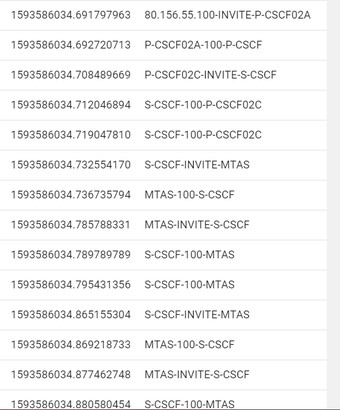 1593586034.691797963 80.156.55.100-INVITE-P-CSCF02A
1593586034.692720713 P-CSCF02A-100-P-CSCF
1593586034.708489669 P-CSCF02C-INVITE-S-CSCF
1593586034.712046894 S-CSCF-100-P-CSCF02C
1593586034.719047810 S-CSCF-100-P-CSCF02C
1593586034.732554170 S-CSCF-INVITE-MTAS
1593586034.736735794 MTAS-100-S-CSCF
1593586034.785788331 MTAS-INVITE-S-CSCF
1593586034.789789789 S-CSCF-100-MTAS
1593586034.795431356 S-CSCF-100-MTAS
1593586034.865155304 S-CSCF-INVITE-MTAS
1593586034.869218733 MTAS-100-S-CSCF
1593586034.877462748 MTAS-INVITE-S-CSCF
1593586034.880580454 S-CSCF-100-MTAS